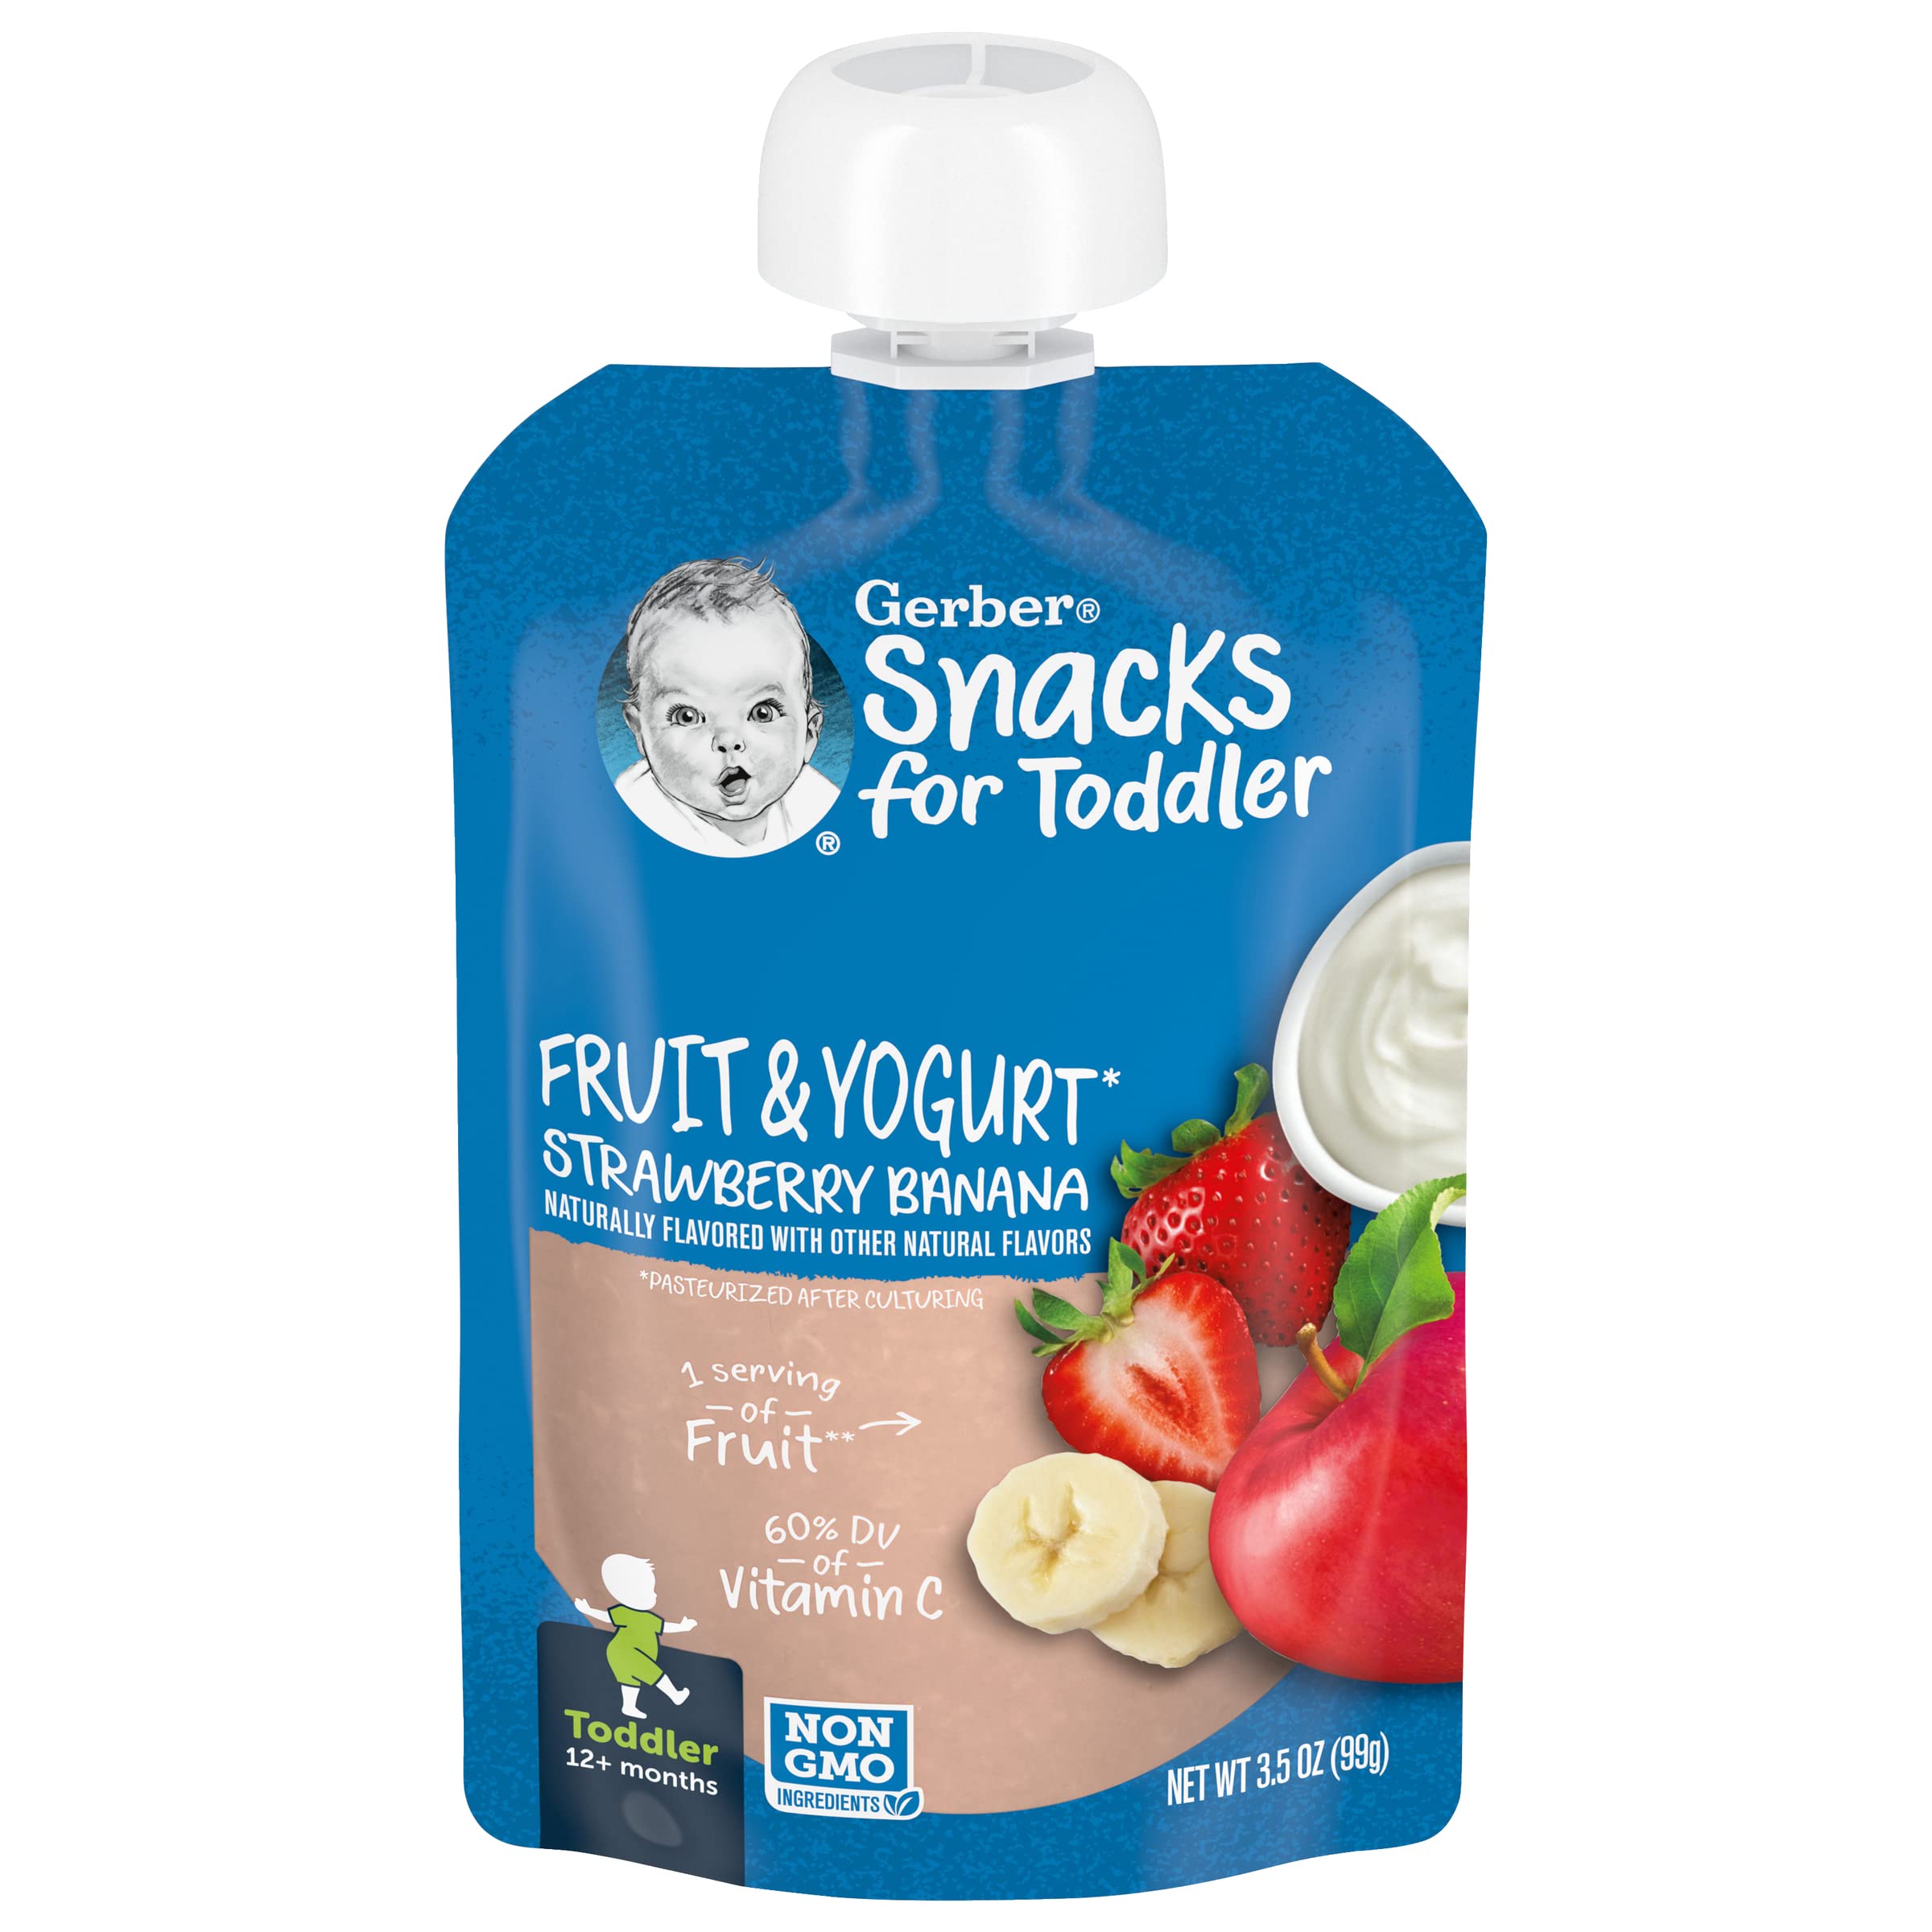 Gerber®
Snacks
for Toddler
®
FRUIT & YOGURT*
STRAWBERRY BANANA
NATURALLY FLAVORED WITH OTHER NATURAL FLAVORS
*PASTEURIZED AFTER CULTURING
1 serving
– of –
Fruit**
60% DV
– of –
Vitamin C
Toddler
12+ months
NON
GMO
INGREDIENTS
NET WT 3.5 OZ (99g)